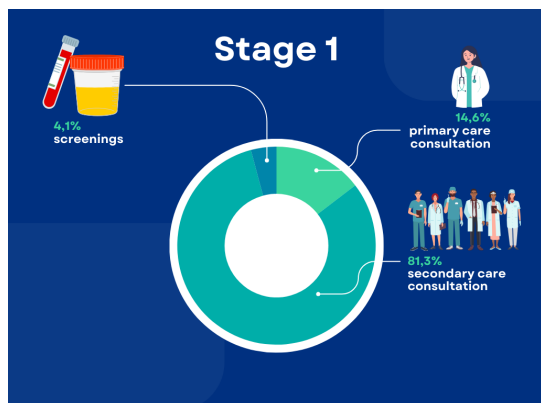 Stage 1
4,1%
screenings
14,6%
primary care
consultation
81,3%
secondary care
consultation